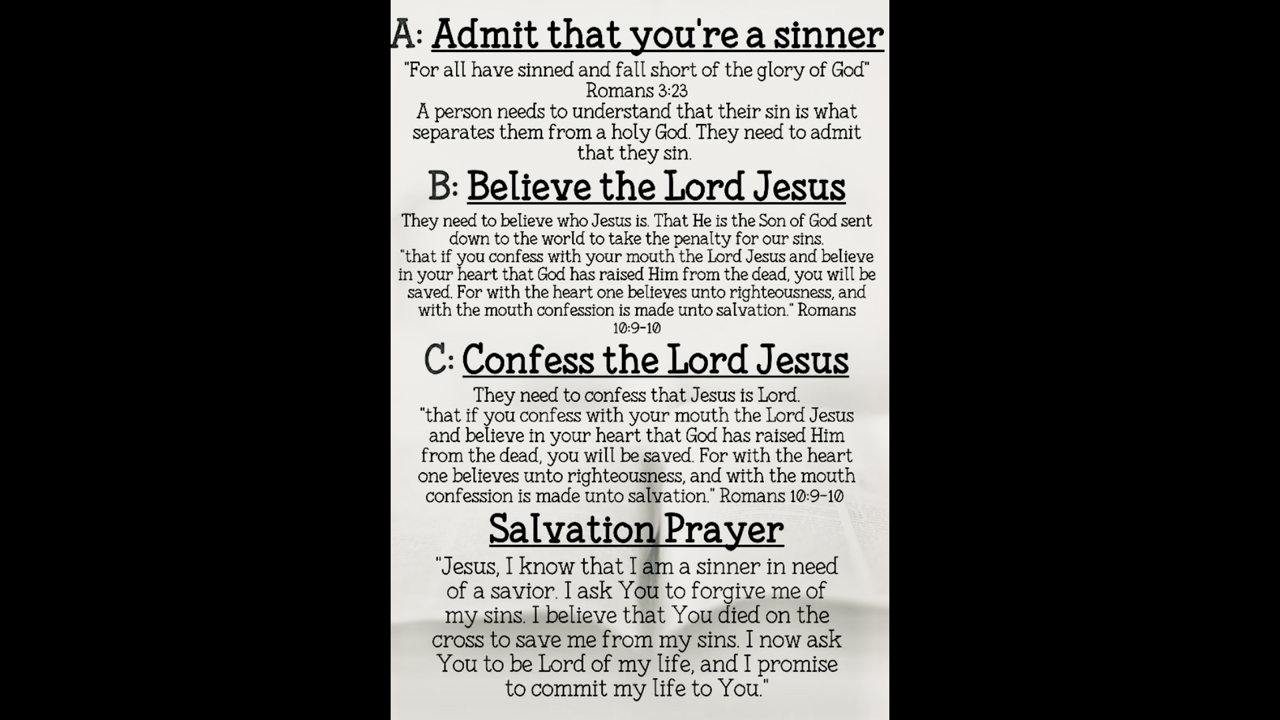 A: Admit that you're a sinner
"For all have sinned and fall short of the glory of God"
Romans 3:23
A person needs to understand that their sin is what
separates them from a holy God. They need to admit
that they sin.
B: Believe the Lord Jesus
They need to believe who Jesus is. That He is the Son of God sent
down to the world to take the penalty for our sins.
"that if you confess with your mouth the Lord Jesus and believe
in your heart that God has raised Him from the dead, you will be
saved. For with the heart one believes unto righteousness, and
with the mouth confession is made unto salvation." Romans
10:9-10
C: Confess the Lord Jesus
They need to confess that Jesus is Lord.
"that if you confess with your mouth the Lord Jesus
and believe in your heart that God has raised Him
from the dead, you will be saved. For with the heart
one believes unto righteousness, and with the mouth
confession is made unto salvation." Romans 10:9-10
Salvation Prayer
"Jesus, I know that I am a sinner in need
of a savior. I ask You to forgive me of
my sins. I believe that You died on the
cross to save me from my sins. I now ask
You to be Lord of my life, and I promise
to commit my life to You."